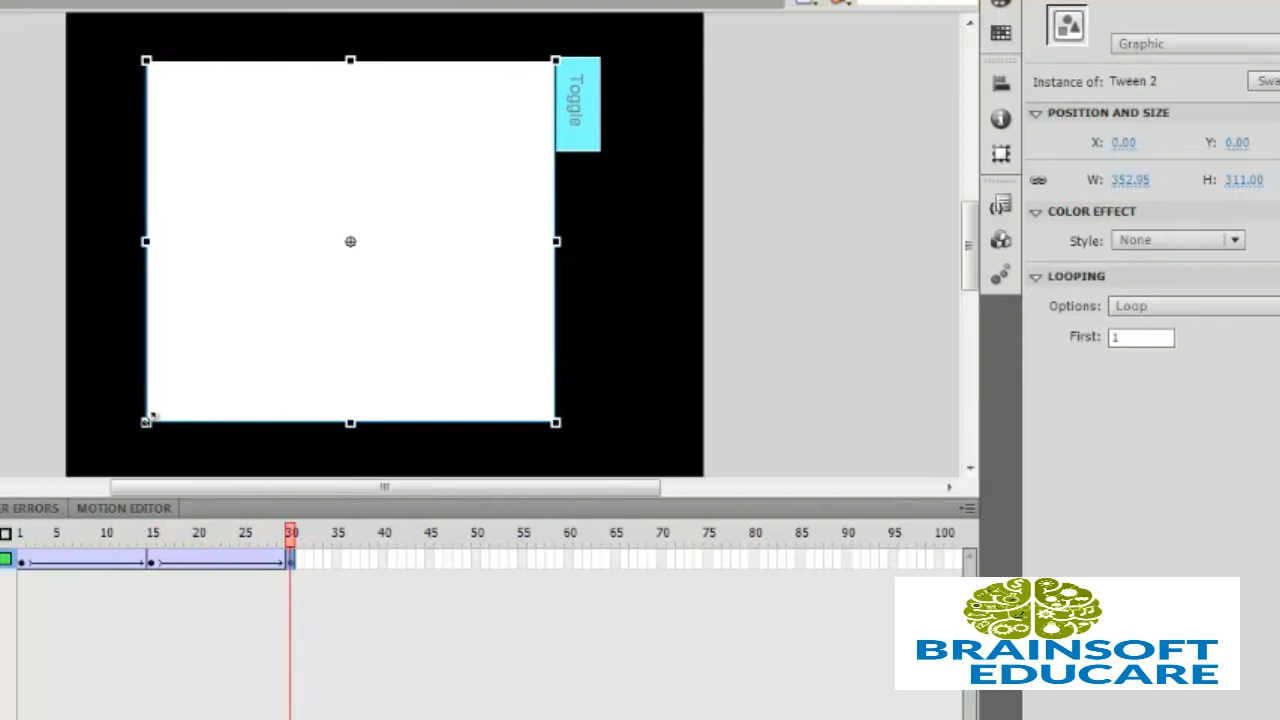 Graphic
Toggle
Instance of: Tween 2
Swa
POSITION AND SIZE
X: 0.00 Y: 0.00
W: 352.95 H: 311.00
COLOR EFFECT
Style: None
LOOPING
Options: Loop
First: 1
ER ERRORS MOTION EDITOR
1 5 10 15 20 25 30 35 40 45 50 55 60 65 70 75 80 85 90 95 100
BRAINSOFT
EDUCARE